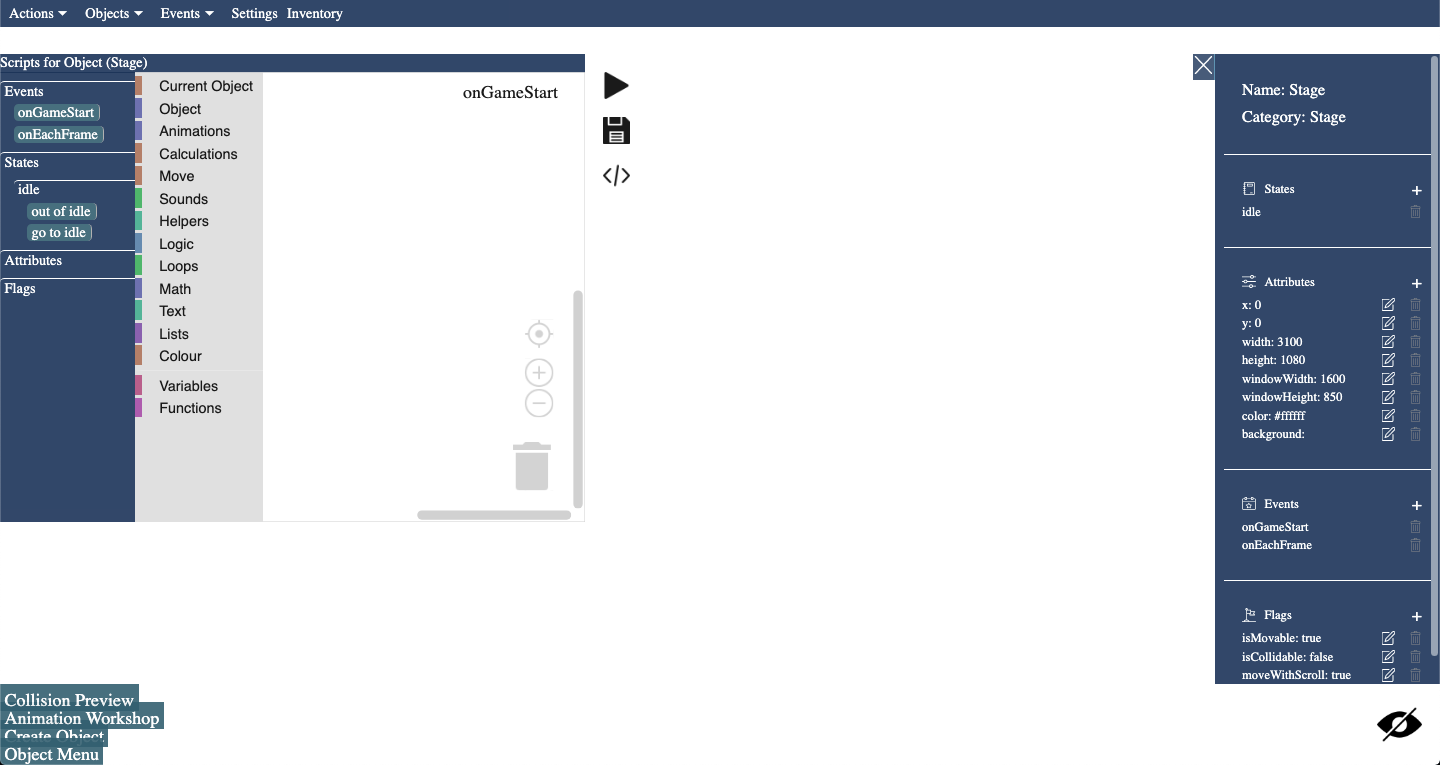 Actions Objects Events Settings Inventory
Scripts for Object (Stage)
Events
onGameStart
onEachFrame
States
idle
out of idle
go to idle
Attributes
Flags
Current Object
Object
Animations
Calculations
Move
Sounds
Helpers
Logic
Loops
Math
Text
Lists
Colour
Variables
Functions
onGameStart
Name: Stage
Category: Stage
States
idle
Attributes
x: 0
y: 0
width: 3100
height: 1080
windowWidth: 1600
windowHeight: 850
color: #ffffff
background:
Events
onGameStart
onEachFrame
Flags
isMovable: true
isCollidable: false
moveWithScroll: true
Collision Preview
Animation Workshop
Create Object
Object Menu